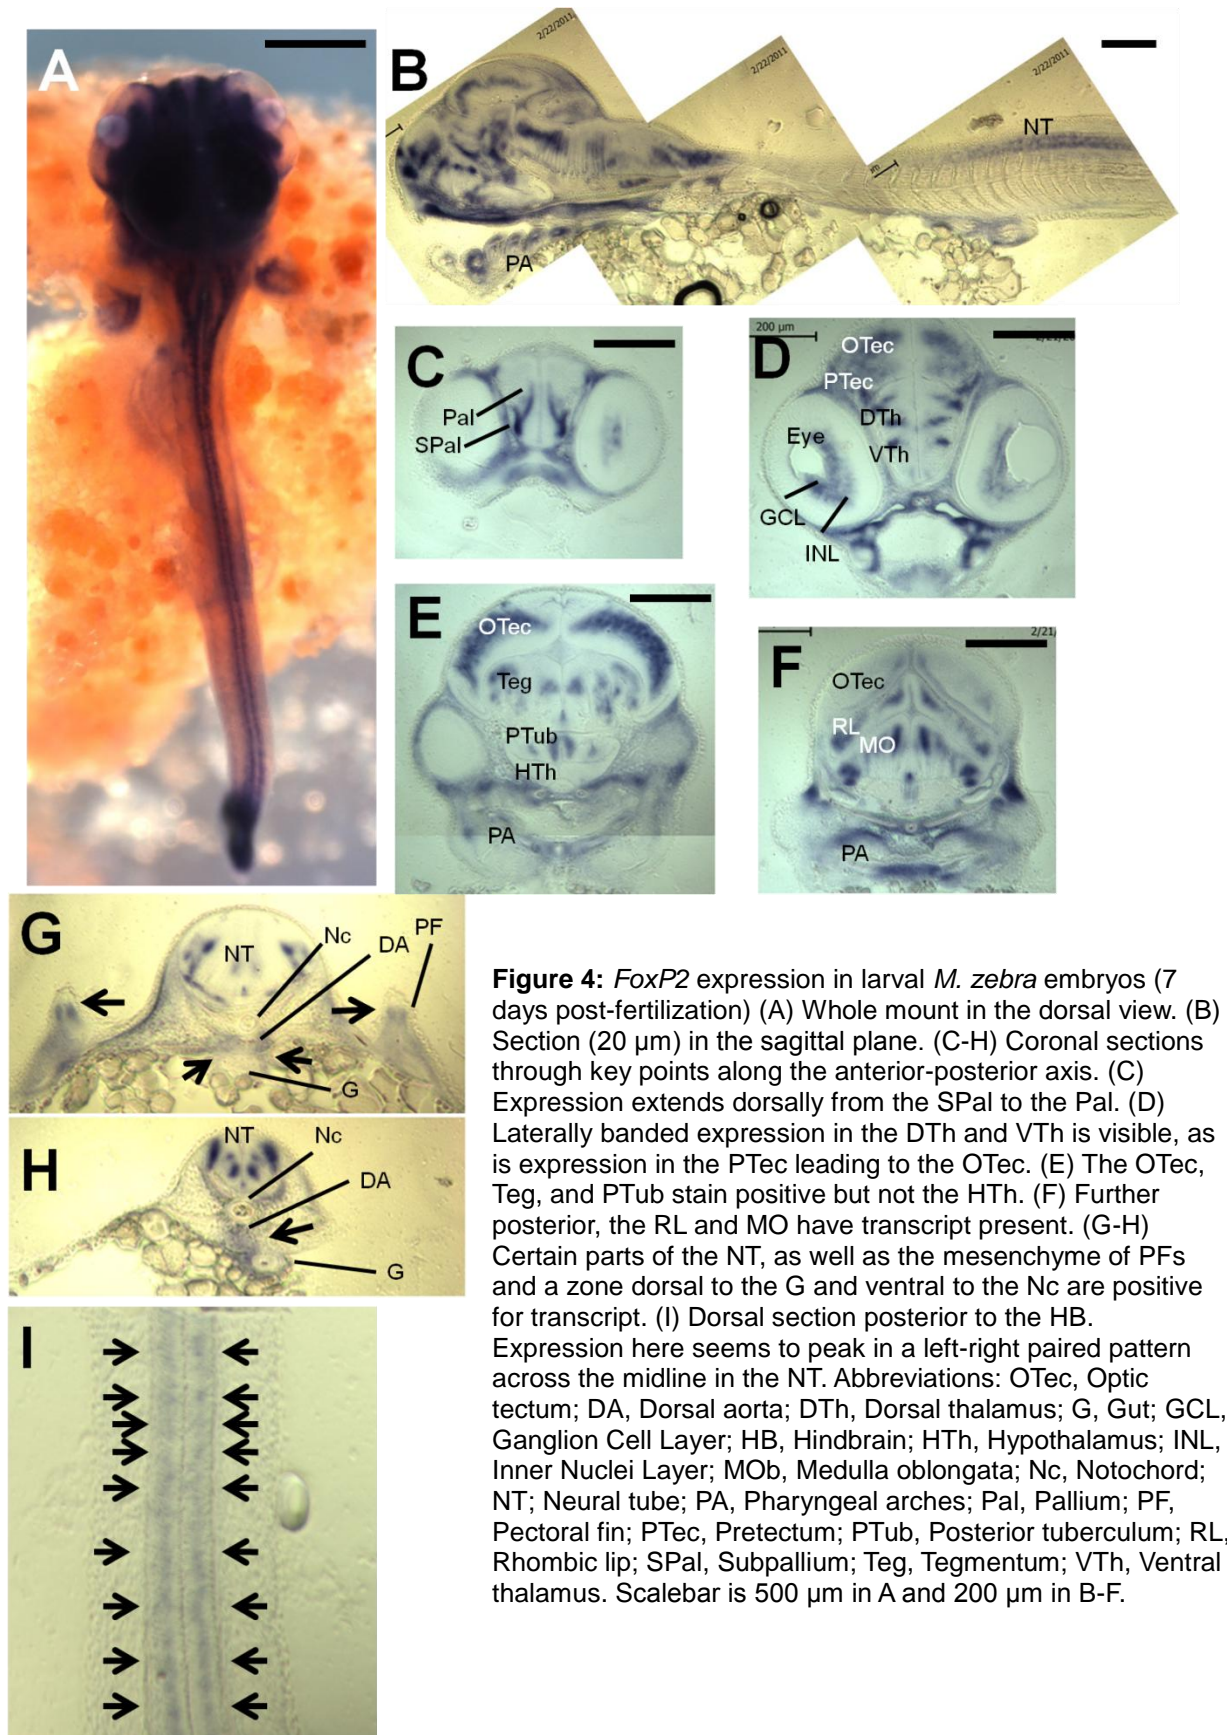 A
B
2/22/2011
2/22/2011
2/22/2011
NT
PA
C
Pal
SPal
D
200 µm
OTec
PTec
DTh
Eye
VTh
GCL
INL
E
OTec
Teg
PTub
HTh
PA
F
2/21/
OTec
RL
MO
PA
G
NT
Nc
DA
PF
G
H
NT
Nc
DA
G
I
Figure 4: FoxP2 expression in larval M. zebra embryos (7
days post-fertilization) (A) Whole mount in the dorsal view. (B)
Section (20 µm) in the sagittal plane. (C-H) Coronal sections
through key points along the anterior-posterior axis. (C)
Expression extends dorsally from the SPal to the Pal. (D)
Laterally banded expression in the DTh and VTh is visible, as
is expression in the PTec leading to the OTec. (E) The OTec,
Teg, and PTub stain positive but not the HTh. (F) Further
posterior, the RL and MO have transcript present. (G-H)
Certain parts of the NT, as well as the mesenchyme of PFs
and a zone dorsal to the G and ventral to the Nc are positive
for transcript. (I) Dorsal section posterior to the HB.
Expression here seems to peak in a left-right paired pattern
across the midline in the NT. Abbreviations: OTec, Optic
tectum; DA, Dorsal aorta; DTh, Dorsal thalamus; G, Gut; GCL,
Ganglion Cell Layer; HB, Hindbrain; HTh, Hypothalamus; INL,
Inner Nuclei Layer; MOb, Medulla oblongata; Nc, Notochord;
NT; Neural tube; PA, Pharyngeal arches; Pal, Pallium; PF,
Pectoral fin; PTec, Pretectum; PTub, Posterior tuberculum; RL,
Rhombic lip; SPal, Subpallium; Teg, Tegmentum; VTh, Ventral
thalamus. Scalebar is 500 µm in A and 200 µm in B-F.